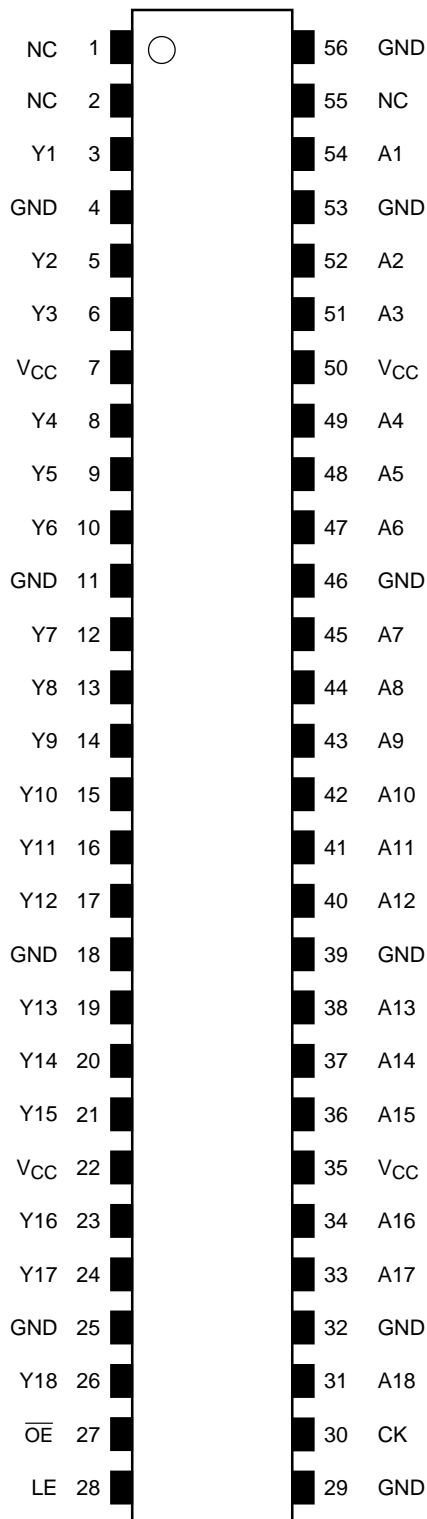 NC 1 56 GND
NC 2 55 NC
Y1 3 54 A1
GND 4 53 GND
Y2 5 52 A2
Y3 6 51 A3
VCC 7 50 VCC
Y4 8 49 A4
Y5 9 48 A5
Y6 10 47 A6
GND 11 46 GND
Y7 12 45 A7
Y8 13 44 A8
Y9 14 43 A9
Y10 15 42 A10
Y11 16 41 A11
Y12 17 40 A12
GND 18 39 GND
Y13 19 38 A13
Y14 20 37 A14
Y15 21 36 A15
VCC 22 35 VCC
Y16 23 34 A16
Y17 24 33 A17
GND 25 32 GND
Y18 26 31 A18
O̅E̅ 27 30 CK
LE 28 29 GND